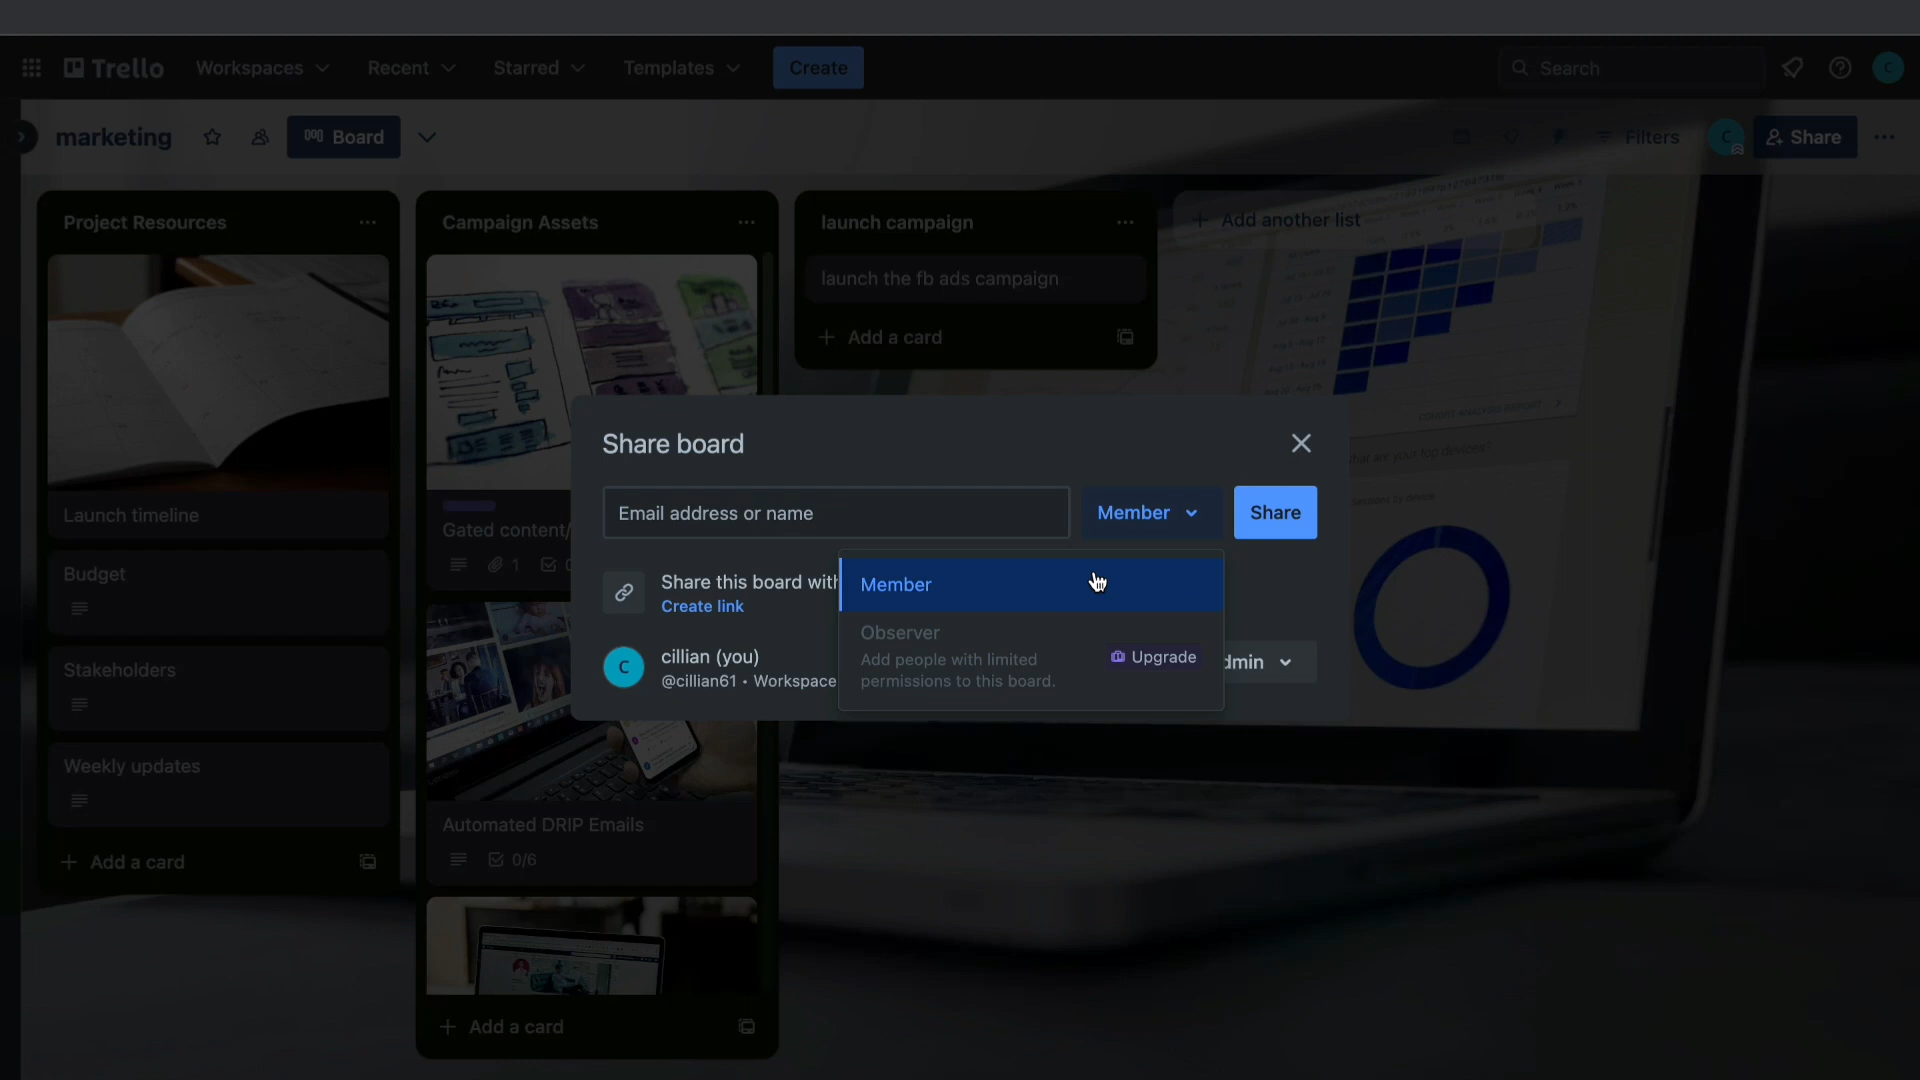 Trello
Workspaces
Recent
Starred
Templates
Create
Search
C
marketing
Board
Filters
C
Share
Project Resources
Launch timeline
Budget
Stakeholders
Weekly updates
Add a card
Campaign Assets
Gated content/
1
Automated DRIP Emails
0/6
Add a card
launch campaign
launch the fb ads campaign
Add a card
Add another list
Share board
Email address or name
Member
Share
Share this board with
Create link
C
cillian (you)
@cillian61 • Workspace
Member
Observer
Add people with limited
permissions to this board.
Upgrade
dmin